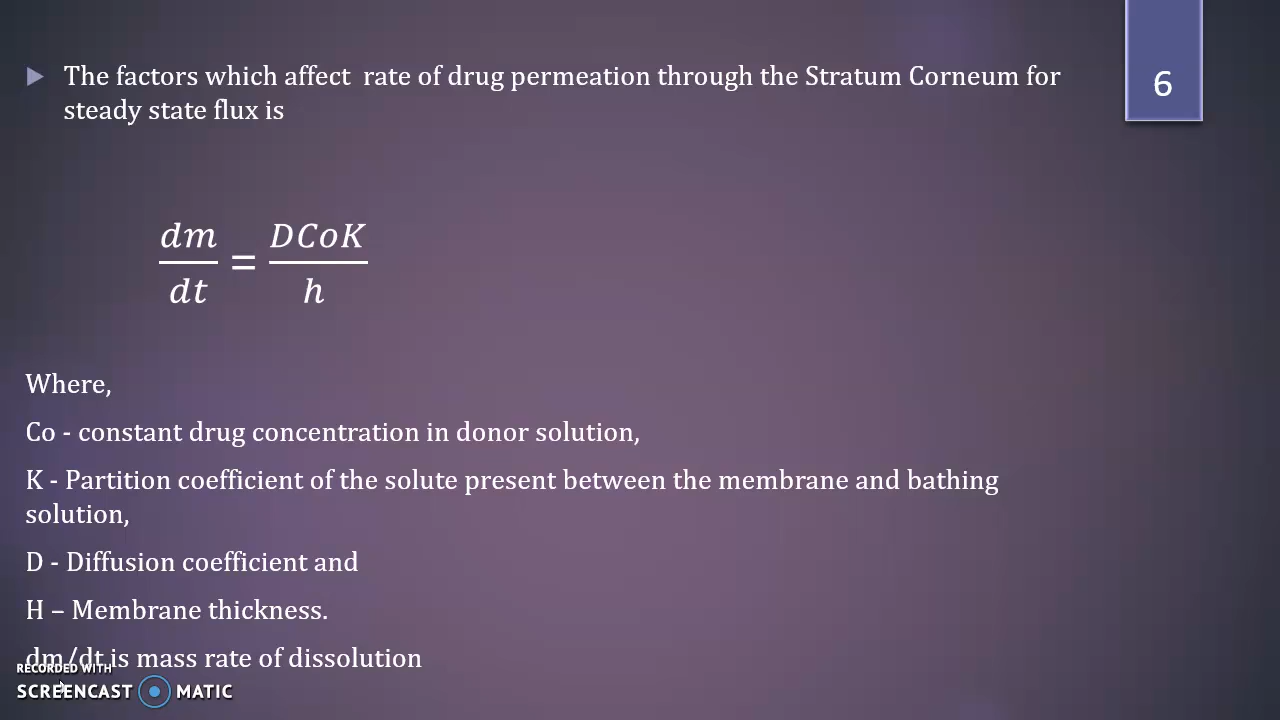 The factors which affect  rate of drug permeation through the Stratum Corneum for
steady state flux is
6
dm/dt = DCoK/h
Where,
Co - constant drug concentration in donor solution,
K - Partition coefficient of the solute present between the membrane and bathing
solution,
D - Diffusion coefficient and
H – Membrane thickness.
dm/dt is mass rate of dissolution
RECORDED WITH
SCREENCAST MATIC